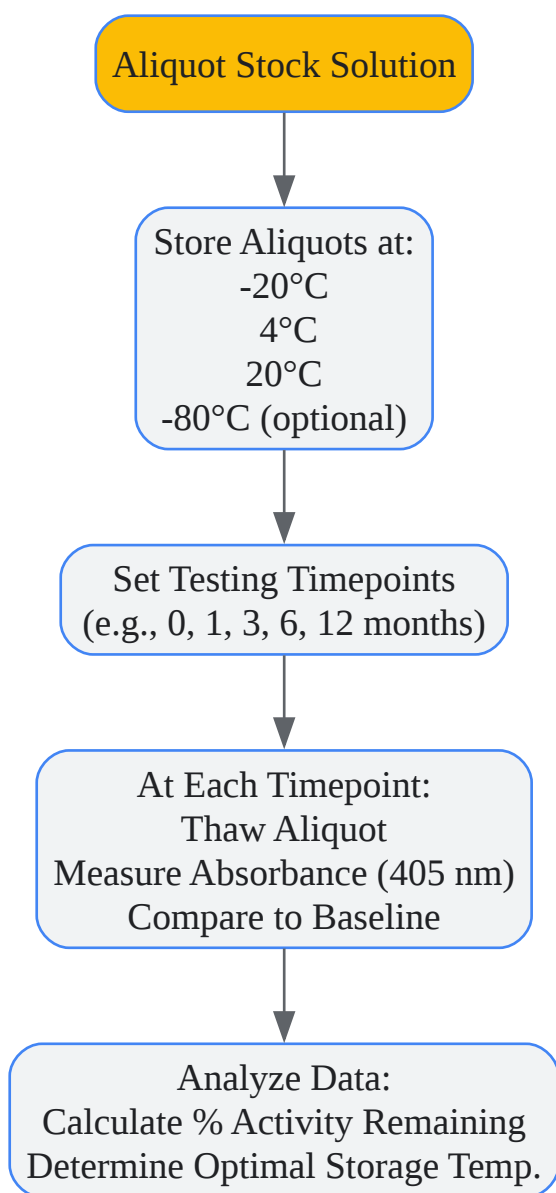 Aliquot Stock Solution
Store Aliquots at:
-20°C
4°C
20°C
-80°C (optional)
Set Testing Timepoints
(e.g., 0, 1, 3, 6, 12 months)
At Each Timepoint:
Thaw Aliquot
Measure Absorbance (405 nm)
Compare to Baseline
Analyze Data:
Calculate % Activity Remaining
Determine Optimal Storage Temp.